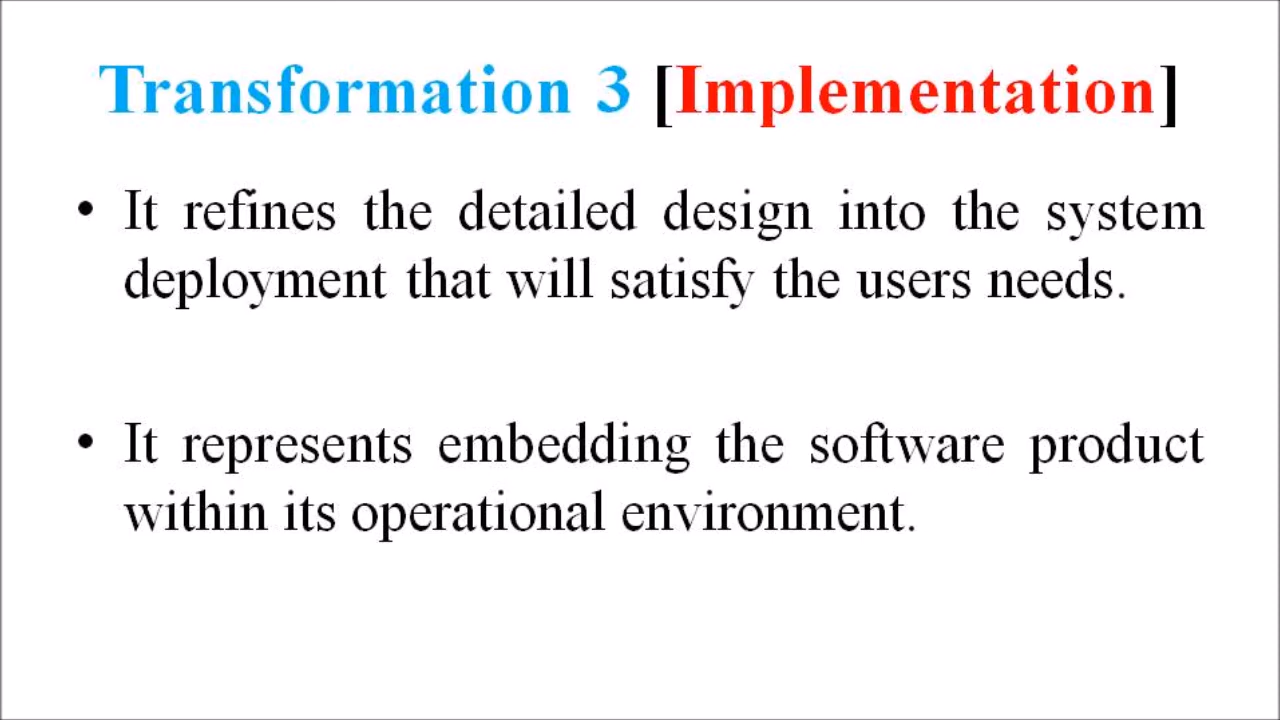 Transformation 3 [Implementation]
• It refines the detailed design into the system
deployment that will satisfy the users needs.
• It represents embedding the software product
within its operational environment.